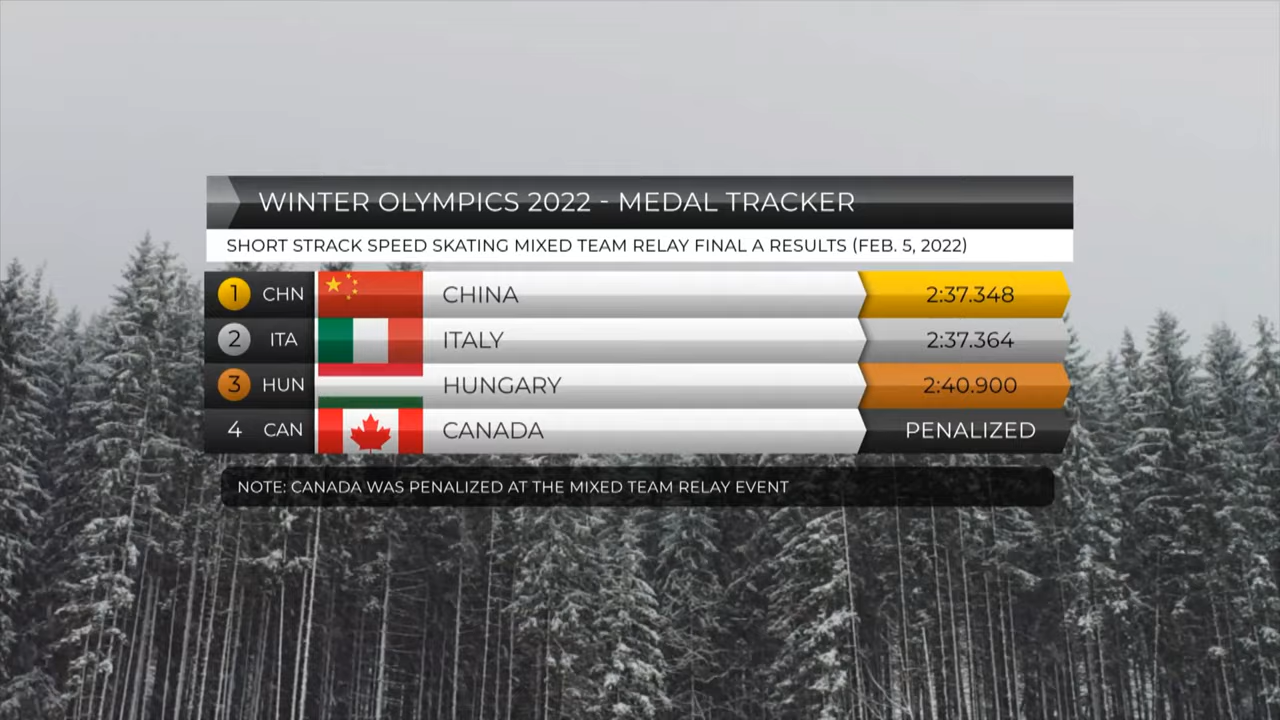 WINTER OLYMPICS 2022 - MEDAL TRACKER
SHORT STRACK SPEED SKATING MIXED TEAM RELAY FINAL A RESULTS (FEB. 5, 2022)
1 CHN CHINA 2:37.348
2 ITA ITALY 2:37.364
3 HUN HUNGARY 2:40.900
4 CAN CANADA PENALIZED
NOTE: CANADA WAS PENALIZED AT THE MIXED TEAM RELAY EVENT